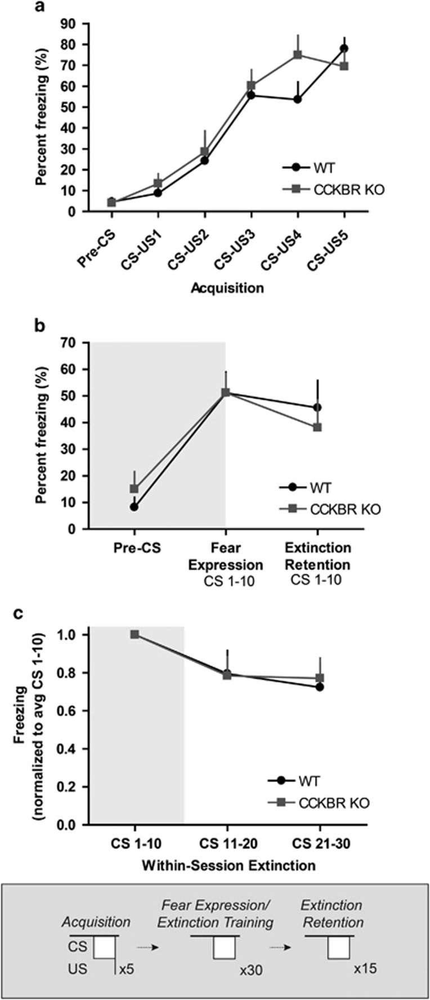 a
Percent freezing (%)
90
80
70
60
50
40
30
20
10
0
WT
CCKBR KO
Pre-CS
CS-US1
CS-US2
CS-US3
CS-US4
CS-US5
Acquisition
b
Percent freezing (%)
70
60
50
40
30
20
10
0
WT
CCKBR KO
Pre-CS
Fear
Expression
CS 1-10
Extinction
Retention
CS 1-10
c
Freezing
(normalized to avg CS 1-10)
1.0
0.8
0.6
0.4
0.2
0.0
WT
CCKBR KO
CS 1-10
CS 11-20
CS 21-30
Within-Session Extinction
Acquisition
CS
US
x5
Fear Expression/
Extinction Training
x30
Extinction
Retention
x15